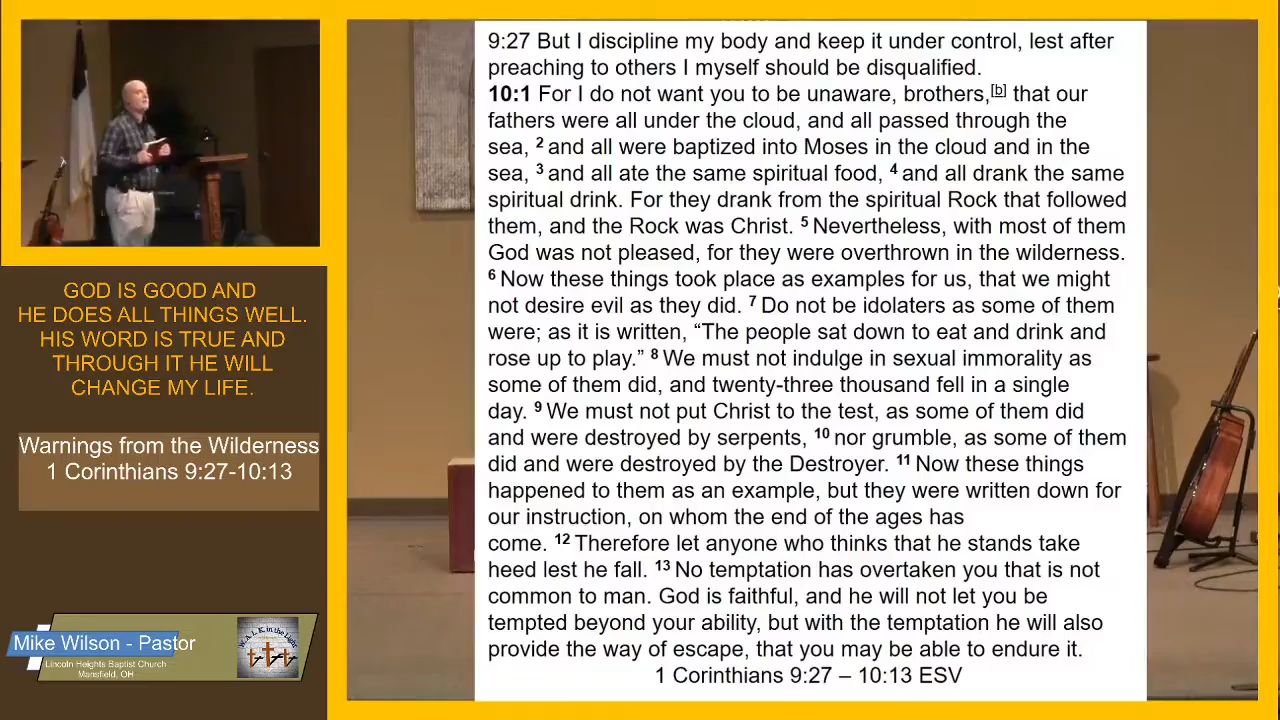 GOD IS GOOD AND
HE DOES ALL THINGS WELL.
HIS WORD IS TRUE AND
THROUGH IT HE WILL
CHANGE MY LIFE.
Warnings from the Wilderness
1 Corinthians 9:27-10:13
Mike Wilson - Pastor
Lincoln Heights Baptist Church
Mansfield, OH
W.A.L.K in the Light
9:27 But I discipline my body and keep it under control, lest after
preaching to others I myself should be disqualified.
10:1 For I do not want you to be unaware, brothers,[b] that our
fathers were all under the cloud, and all passed through the
sea, 2 and all were baptized into Moses in the cloud and in the
sea, 3 and all ate the same spiritual food, 4 and all drank the same
spiritual drink. For they drank from the spiritual Rock that followed
them, and the Rock was Christ. 5 Nevertheless, with most of them
God was not pleased, for they were overthrown in the wilderness.
6 Now these things took place as examples for us, that we might
not desire evil as they did. 7 Do not be idolaters as some of them
were; as it is written, “The people sat down to eat and drink and
rose up to play.” 8 We must not indulge in sexual immorality as
some of them did, and twenty-three thousand fell in a single
day. 9 We must not put Christ to the test, as some of them did
and were destroyed by serpents, 10 nor grumble, as some of them
did and were destroyed by the Destroyer. 11 Now these things
happened to them as an example, but they were written down for
our instruction, on whom the end of the ages has
come. 12 Therefore let anyone who thinks that he stands take
heed lest he fall. 13 No temptation has overtaken you that is not
common to man. God is faithful, and he will not let you be
tempted beyond your ability, but with the temptation he will also
provide the way of escape, that you may be able to endure it.
1 Corinthians 9:27 – 10:13 ESV